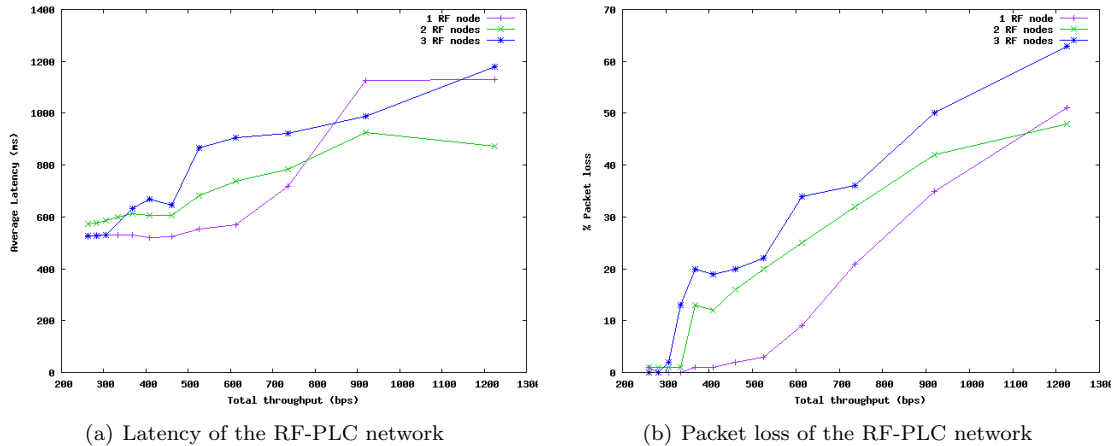 1400
1200
1000
800
600
400
200
0
200 300 400 500 600 700 800 900 1000 1100 1200 1300
Average Latency (ms)
Total throughput (bps)
1 RF node
2 RF nodes
3 RF nodes
(a) Latency of the RF-PLC network
70
60
50
40
30
20
10
0
200 300 400 500 600 700 800 900 1000 1100 1200 1300
% Packet loss
Total throughput (bps)
1 RF node
2 RF nodes
3 RF nodes
(b) Packet loss of the RF-PLC network